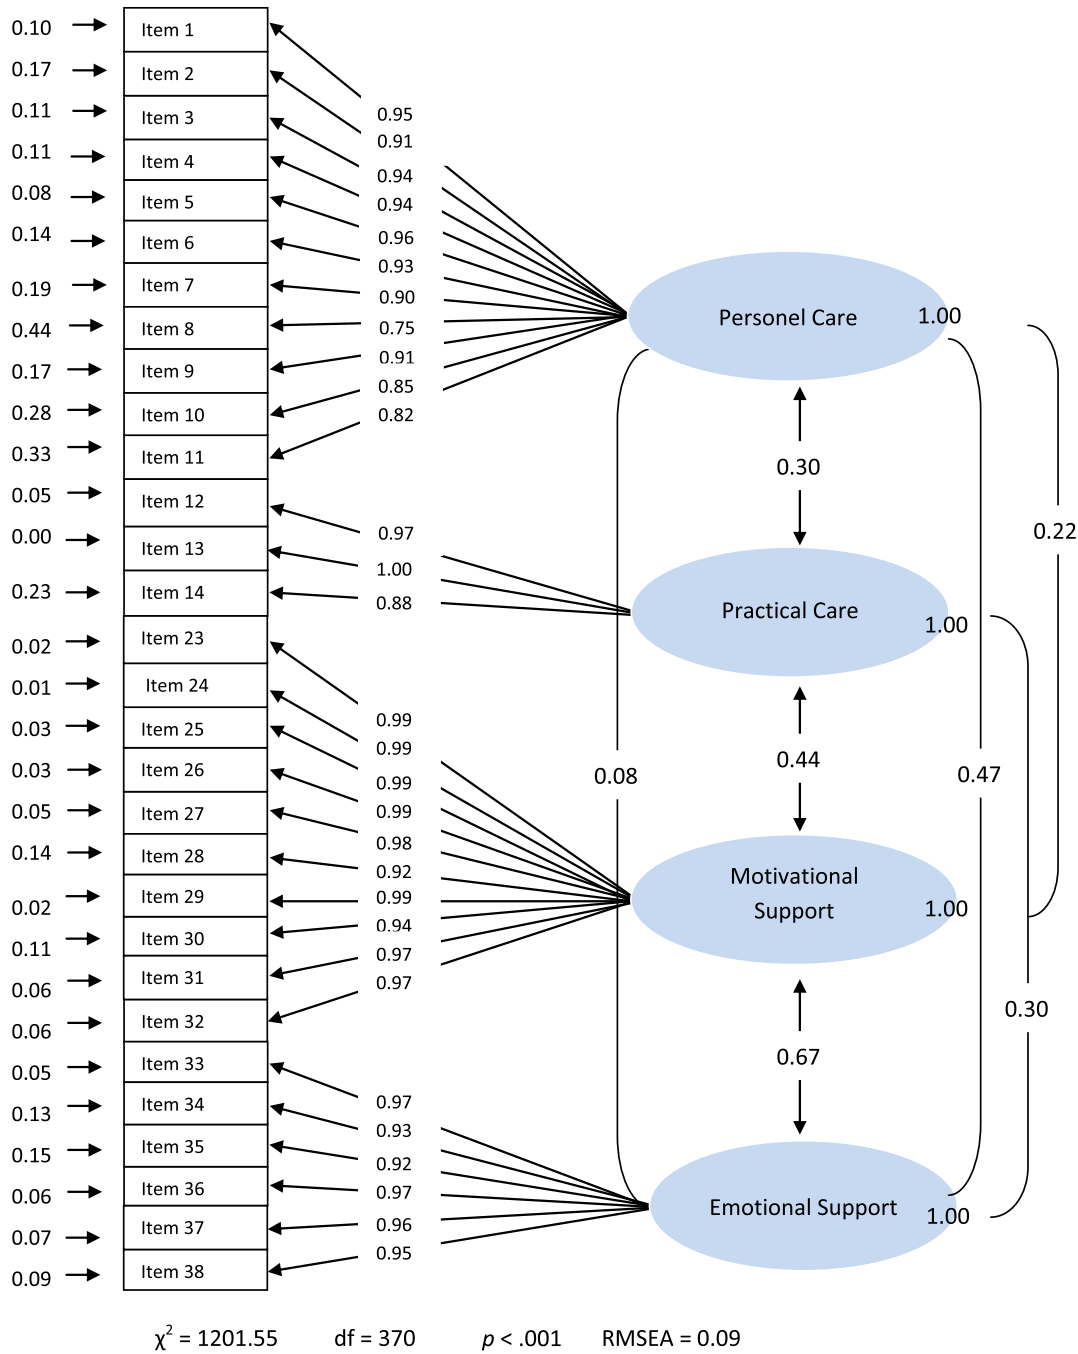 0.10 Item 1
0.17 Item 2
0.11 Item 3
0.11 Item 4
0.08 Item 5
0.14 Item 6
0.19 Item 7
0.44 Item 8
0.17 Item 9
0.28 Item 10
0.33 Item 11
0.05 Item 12
0.00 Item 13
0.23 Item 14
0.02 Item 23
0.01 Item 24
0.03 Item 25
0.03 Item 26
0.05 Item 27
0.14 Item 28
0.02 Item 29
0.11 Item 30
0.06 Item 31
0.06 Item 32
0.05 Item 33
0.13 Item 34
0.15 Item 35
0.06 Item 36
0.07 Item 37
0.09 Item 38
0.95
0.91
0.94
0.94
0.96
0.93
0.90
0.75
0.91
0.85
0.82
0.97
1.00
0.88
0.99
0.99
0.99
0.99
0.98
0.92
0.99
0.94
0.97
0.97
0.97
0.93
0.92
0.97
0.96
0.95
Personel Care 1.00
0.30
Practical Care 1.00
0.44
Motivational
Support 1.00
0.67
Emotional Support 1.00
0.08
0.47
0.22
0.30
χ² = 1201.55 df = 370 p < .001 RMSEA = 0.09